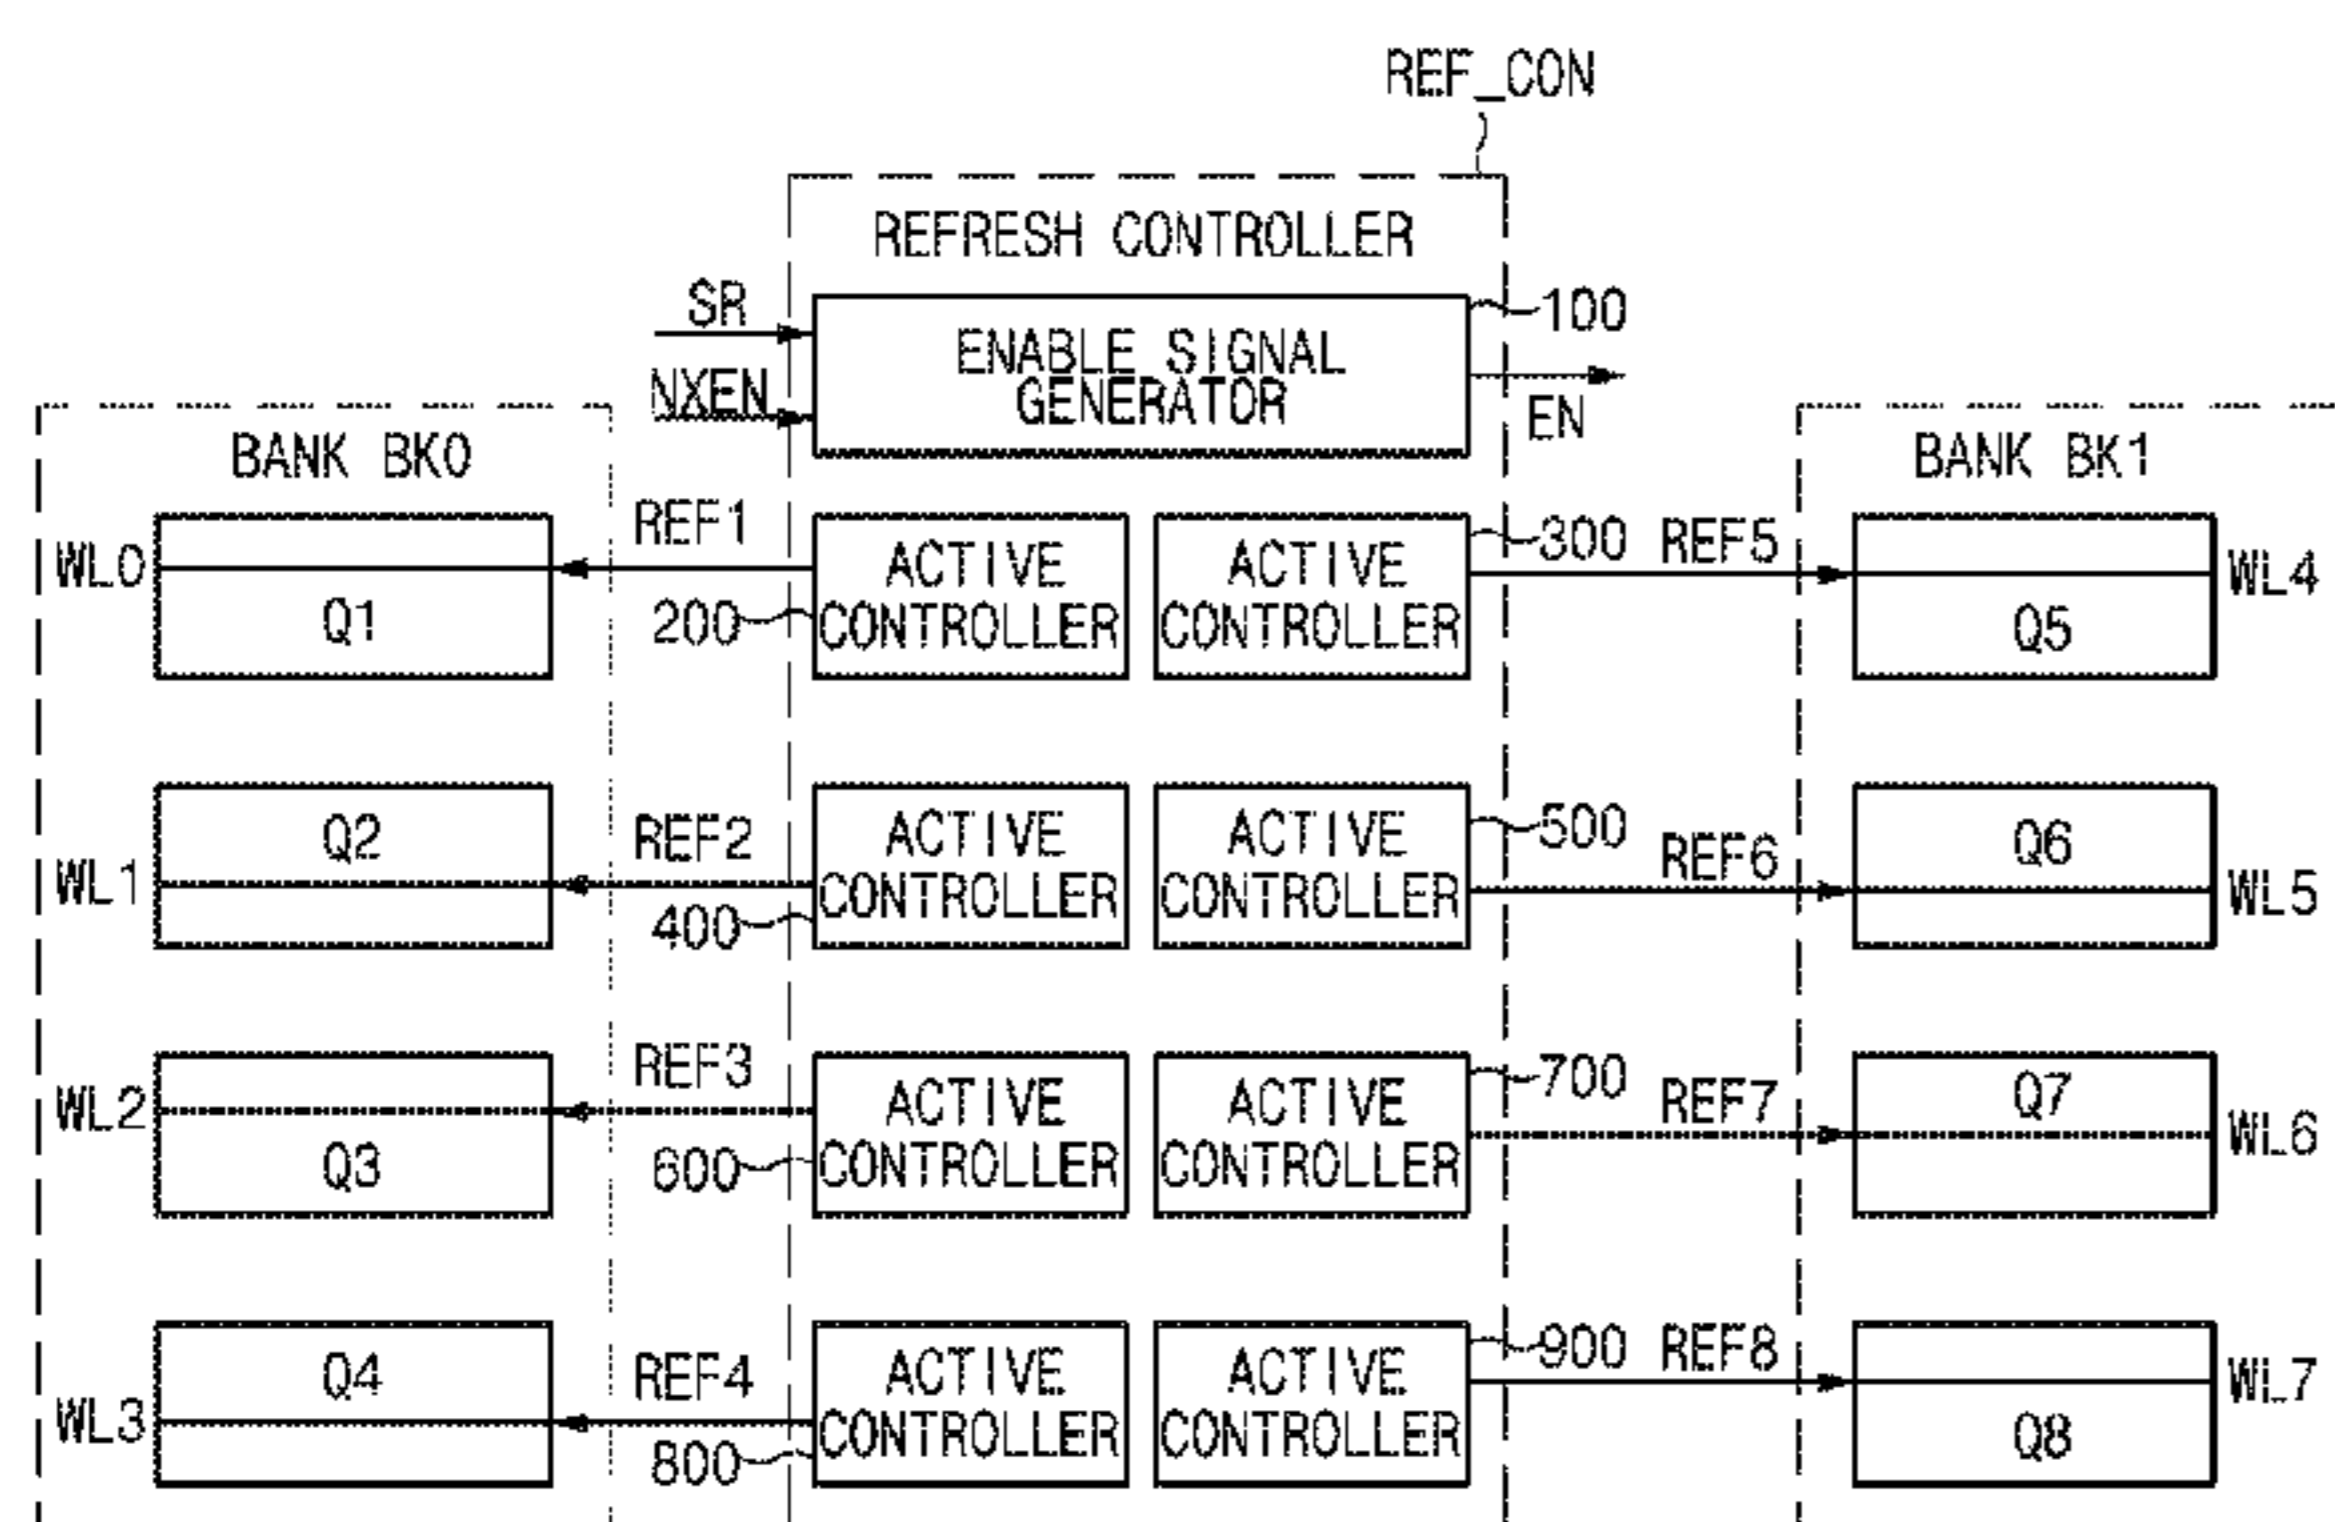 REF_CON
REFRESH CONTROLLER
SR
100
ENABLE SIGNAL
GENERATOR
NXEN
EN
BANK BK0
BANK BK1
REF1
WL0
Q1
200
ACTIVE
CONTROLLER
ACTIVE
CONTROLLER
300
REF5
WL4
Q5
Q2
REF2
WL1
400
ACTIVE
CONTROLLER
ACTIVE
CONTROLLER
500
REF6
Q6
WL5
REF3
WL2
Q3
600
ACTIVE
CONTROLLER
ACTIVE
CONTROLLER
700
REF7
Q7
WL6
Q4
REF4
WL3
800
ACTIVE
CONTROLLER
ACTIVE
CONTROLLER
900
REF8
WL7
Q8